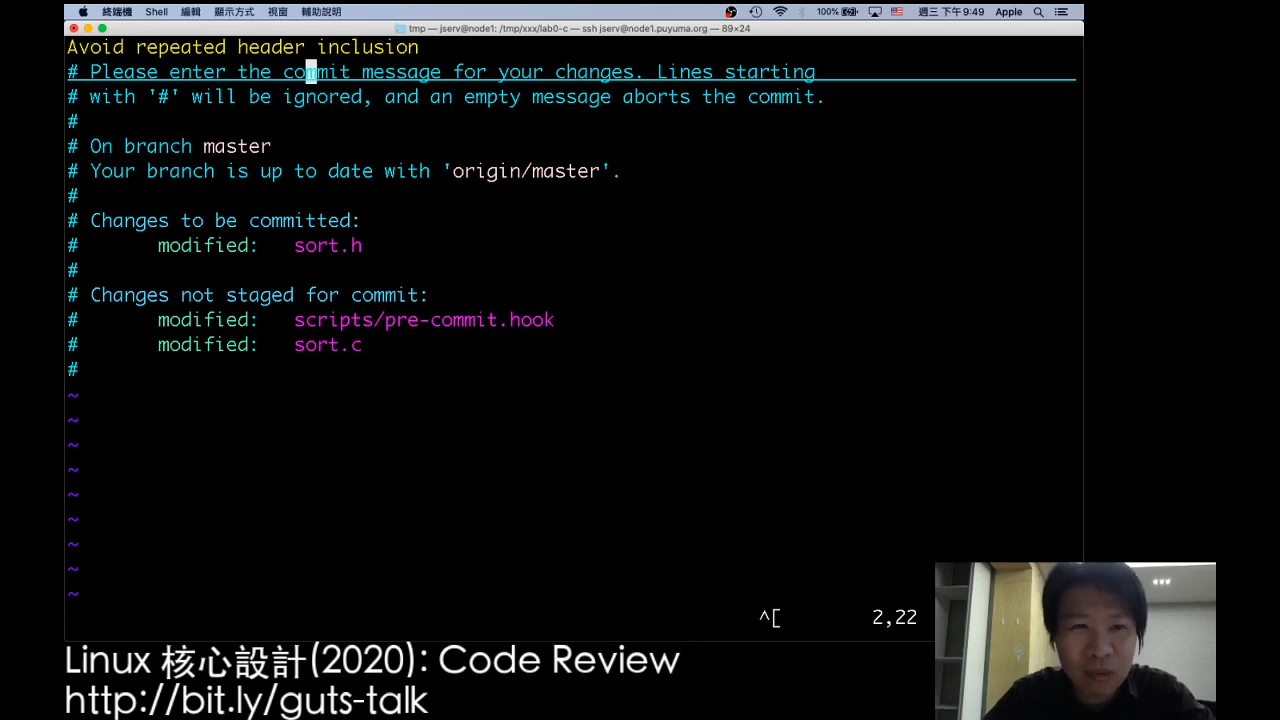 終端機 Shell 編輯 顯示方式 視窗 輔助說明 100% 週三 下午9:49 Apple
tmp — jserv@node1: /tmp/xxx/lab0-c — ssh jserv@node1.puyuma.org — 89×24
Avoid repeated header inclusion
# Please enter the commit message for your changes. Lines starting
# with '#' will be ignored, and an empty message aborts the commit.
#
# On branch master
# Your branch is up to date with 'origin/master'.
#
# Changes to be committed:
#       modified:   sort.h
#
# Changes not staged for commit:
#       modified:   scripts/pre-commit.hook
#       modified:   sort.c
#
~
~
~
~
~
~
~
~
~
^[ 2,22
Linux 核心設計(2020): Code Review
http://bit.ly/guts-talk